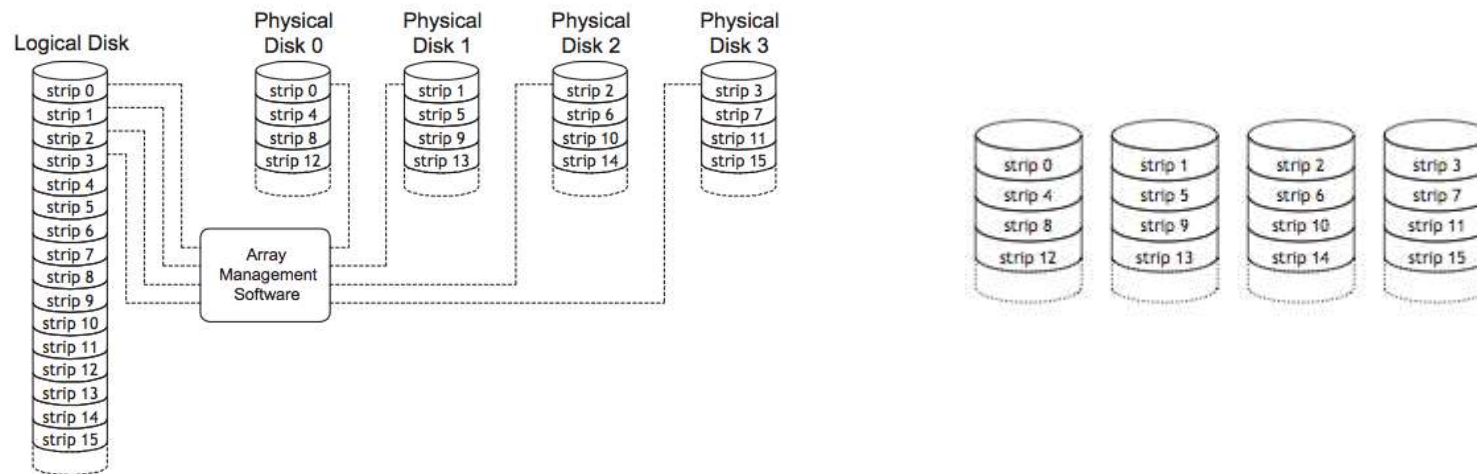 Logical Disk
strip 0
strip 1
strip 2
strip 3
strip 4
strip 5
strip 6
strip 7
strip 8
strip 9
strip 10
strip 11
strip 12
strip 13
strip 14
strip 15
Physical
Disk 0
strip 0
strip 4
strip 8
strip 12
Physical
Disk 1
strip 1
strip 5
strip 9
strip 13
Physical
Disk 2
strip 2
strip 6
strip 10
strip 14
Physical
Disk 3
strip 3
strip 7
strip 11
strip 15
Array
Management
Software
strip 0
strip 4
strip 8
strip 12
strip 1
strip 5
strip 9
strip 13
strip 2
strip 6
strip 10
strip 14
strip 3
strip 7
strip 11
strip 15